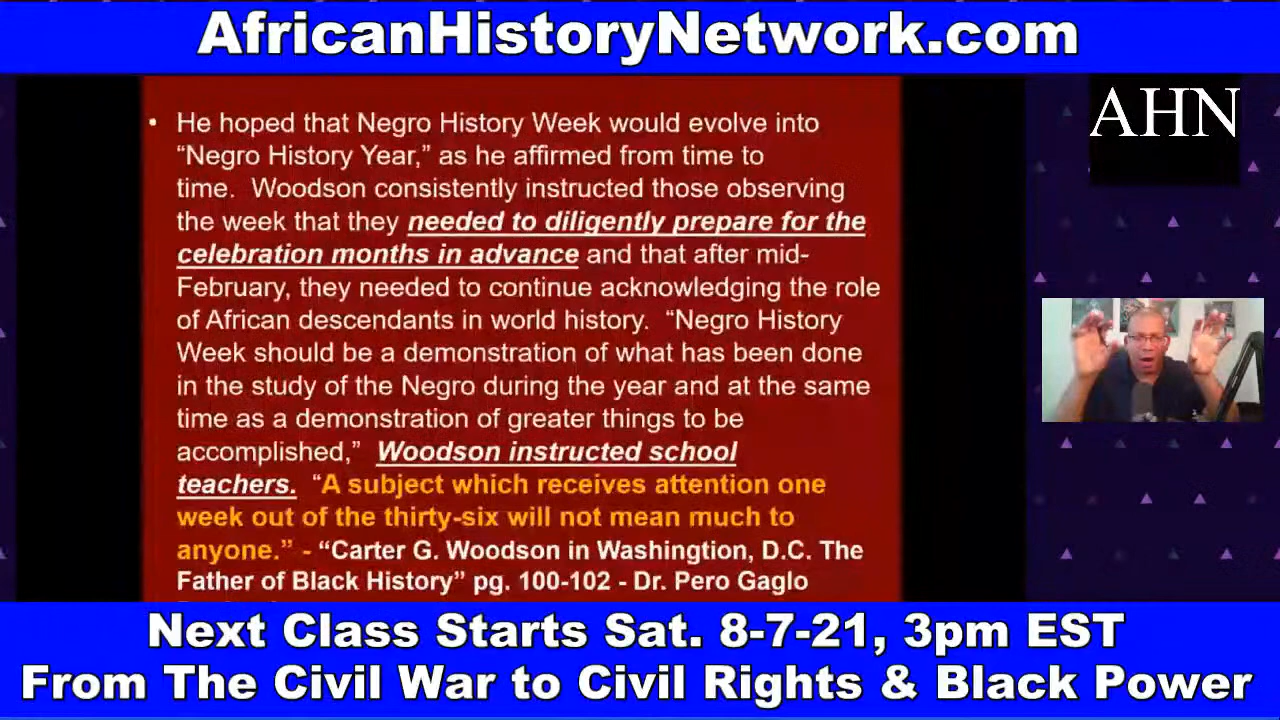 AfricanHistoryNetwork.com
AHN
• He hoped that Negro History Week would evolve into
“Negro History Year,” as he affirmed from time to
time. Woodson consistently instructed those observing
the week that they needed to diligently prepare for the
celebration months in advance and that after mid-
February, they needed to continue acknowledging the role
of African descendants in world history. “Negro History
Week should be a demonstration of what has been done
in the study of the Negro during the year and at the same
time as a demonstration of greater things to be
accomplished,” Woodson instructed school
teachers. “A subject which receives attention one
week out of the thirty-six will not mean much to
anyone.” - “Carter G. Woodson in Washingtion, D.C. The
Father of Black History” pg. 100-102 - Dr. Pero Gaglo
Next Class Starts Sat. 8-7-21, 3pm EST
From The Civil War to Civil Rights & Black Power